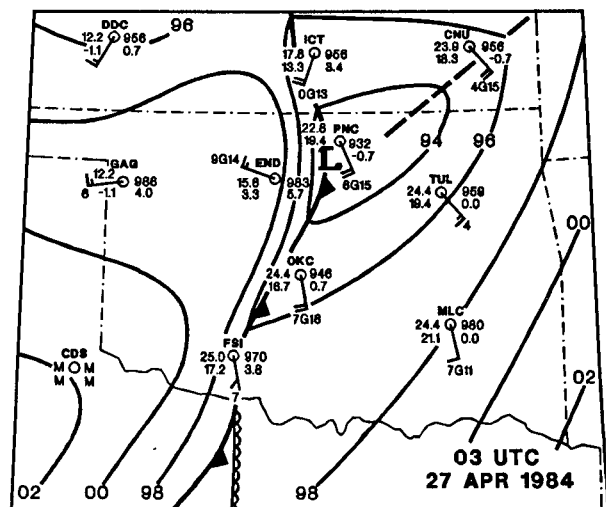 DDC
12.2 956
-1.1 0.7
96
ICT
17.8 956
13.3 3.4
0G13
CNU
23.9 956
18.3 -0.7
4G15
22.8 PNC
19.4 932
-0.7
L
6G15
94 96
GAG
12.2 986
6 -1.1 4.0
9G14 END
15.6 983
3.3 5.7
TUL
24.4 959
19.4 0.0
4
00
OKC
24.4 946
16.7 0.7
7G18
MLC
24.4 980
21.1 0.0
7G11
FSI
25.0 970
17.2 3.8
7
CDS
M M
M M
02
03 UTC
27 APR 1984
02 00 98 98